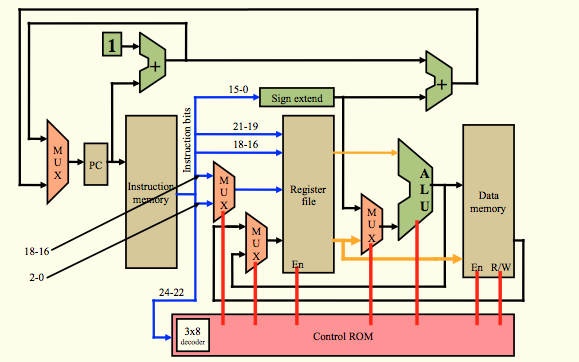 1
+
+
15-0
Sign extend
Instruction bits
21-19
18-16
M
U
X
PC
Instruction
memory
M
U
X
Register
file
M
U
X
M
U
X
A
L
U
Data
memory
18-16
2-0
En
En R/W
24-22
3x8
decoder
Control ROM